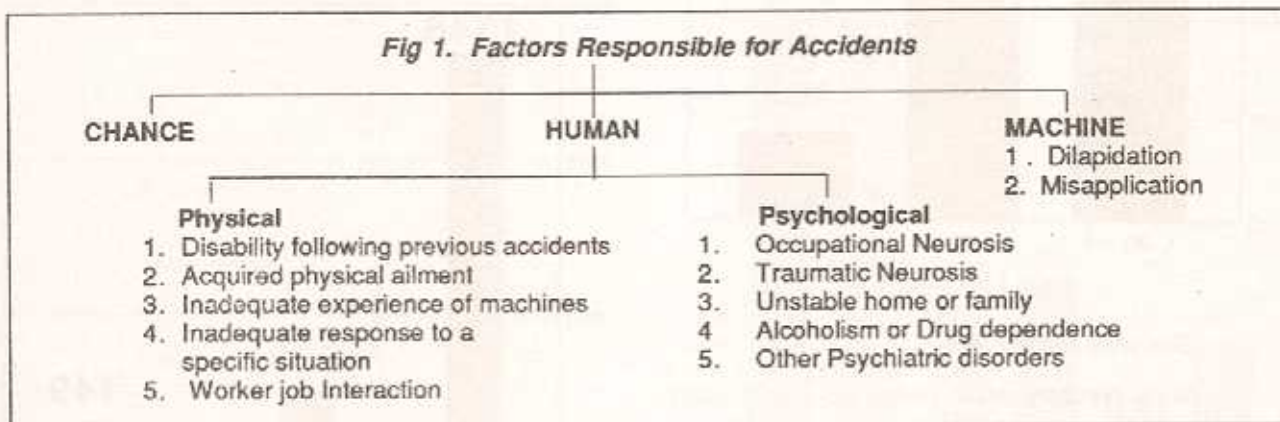 Fig 1. Factors Responsible for Accidents
CHANCE
HUMAN
MACHINE
1 . Dilapidation
2. Misapplication
Physical
1. Disability following previous accidents
2. Acquired physical ailment
3. Inadequate experience of machines
4. Inadequate response to a
specific situation
5. Worker job Interaction
Psychological
1. Occupational Neurosis
2. Traumatic Neurosis
3. Unstable home or family
4 Alcoholism or Drug dependence
5. Other Psychiatric disorders